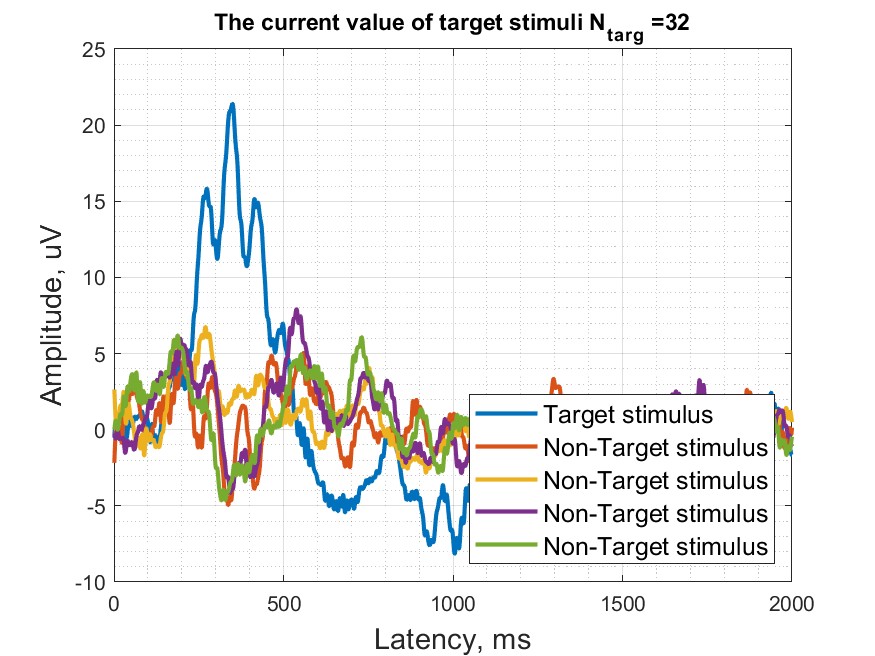 The current value of target stimuli N_targ =32
25
20
15
10
5
0
-5
-10
Amplitude, uV
Target stimulus
Non-Target stimulus
Non-Target stimulus
Non-Target stimulus
Non-Target stimulus
0 500 1000 1500 2000
Latency, ms